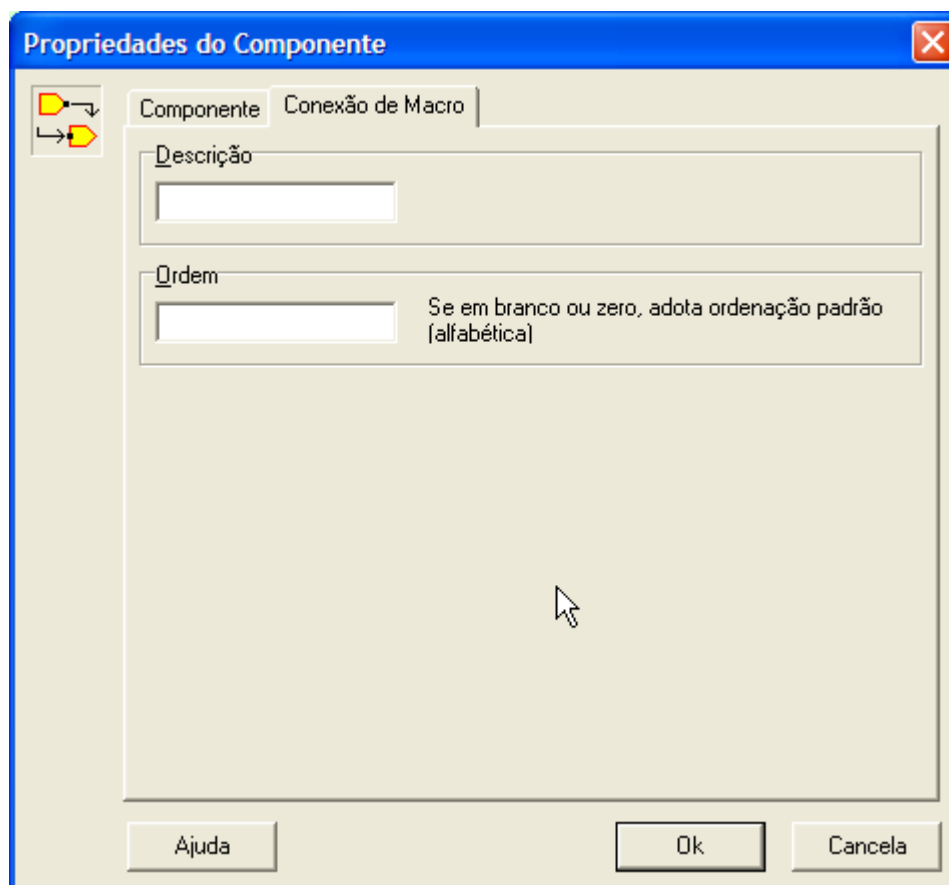 Propriedades do Componente
Componente
Conexão de Macro
Descrição
Ordem
Se em branco ou zero, adota ordenação padrão
(alfabética)
Ajuda
Ok
Cancela